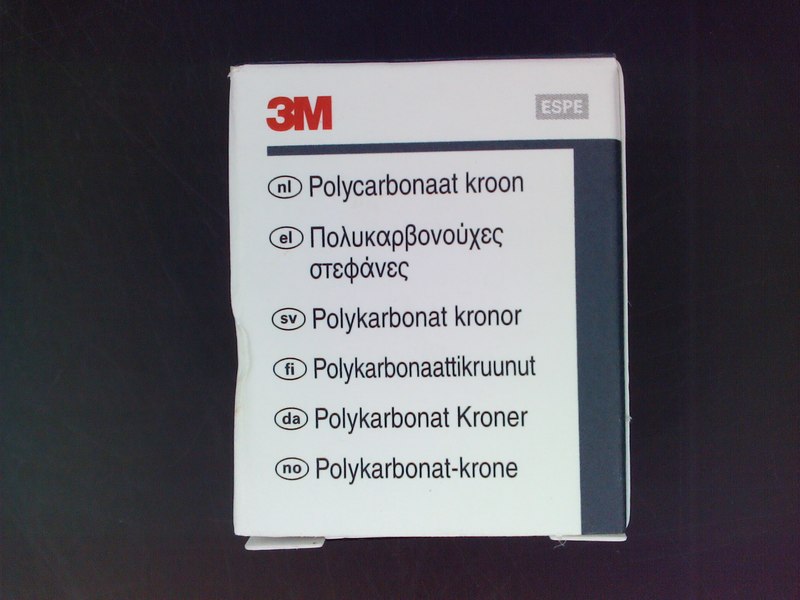 3M ESPE
nl Polycarbonaat kroon
el Πολυκαρβονούχες
στεφάνες
sv Polykarbonat kronor
fi Polykarbonaattikruunut
da Polykarbonat Kroner
no Polykarbonat-krone